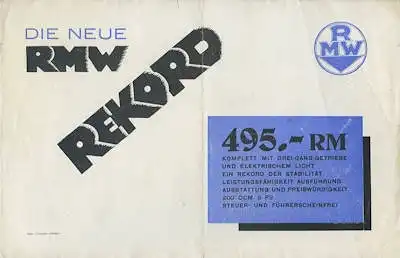 DIE NEUE
RMW
REKORD
RMW
495.- RM
KOMPLETT MIT DREI-GANG-GETRIEBE
UND ELEKTRISCHEM LICHT
EIN REKORD DER STABILITÄT
LEISTUNGSFÄHIGKEIT AUSFÜHRUNG
AUSSTATTUNG UND PREISWÜRDIGKEIT
200 CCM 5 PS
STEUER- UND FÜHRERSCHEINFREI